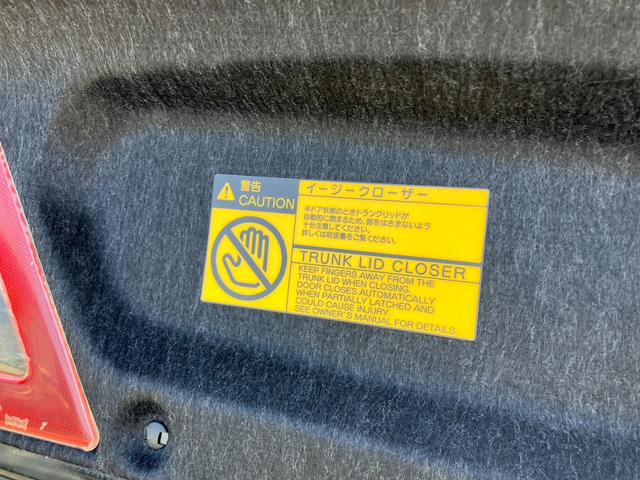 警告
CAUTION
イージークローザー
半ドア状態のときトランクリッドが
自動的に閉まるため、指をはさまないよう
十分注意してください。
詳しくは取扱書をご覧ください。
TRUNK LID CLOSER
KEEP FINGERS AWAY FROM THE
TRUNK LID WHEN CLOSING.
DOOR CLOSES AUTOMATICALLY
WHEN PARTIALLY LATCHED AND
COULD CAUSE INJURY.
SEE OWNER'S MANUAL FOR DETAILS.